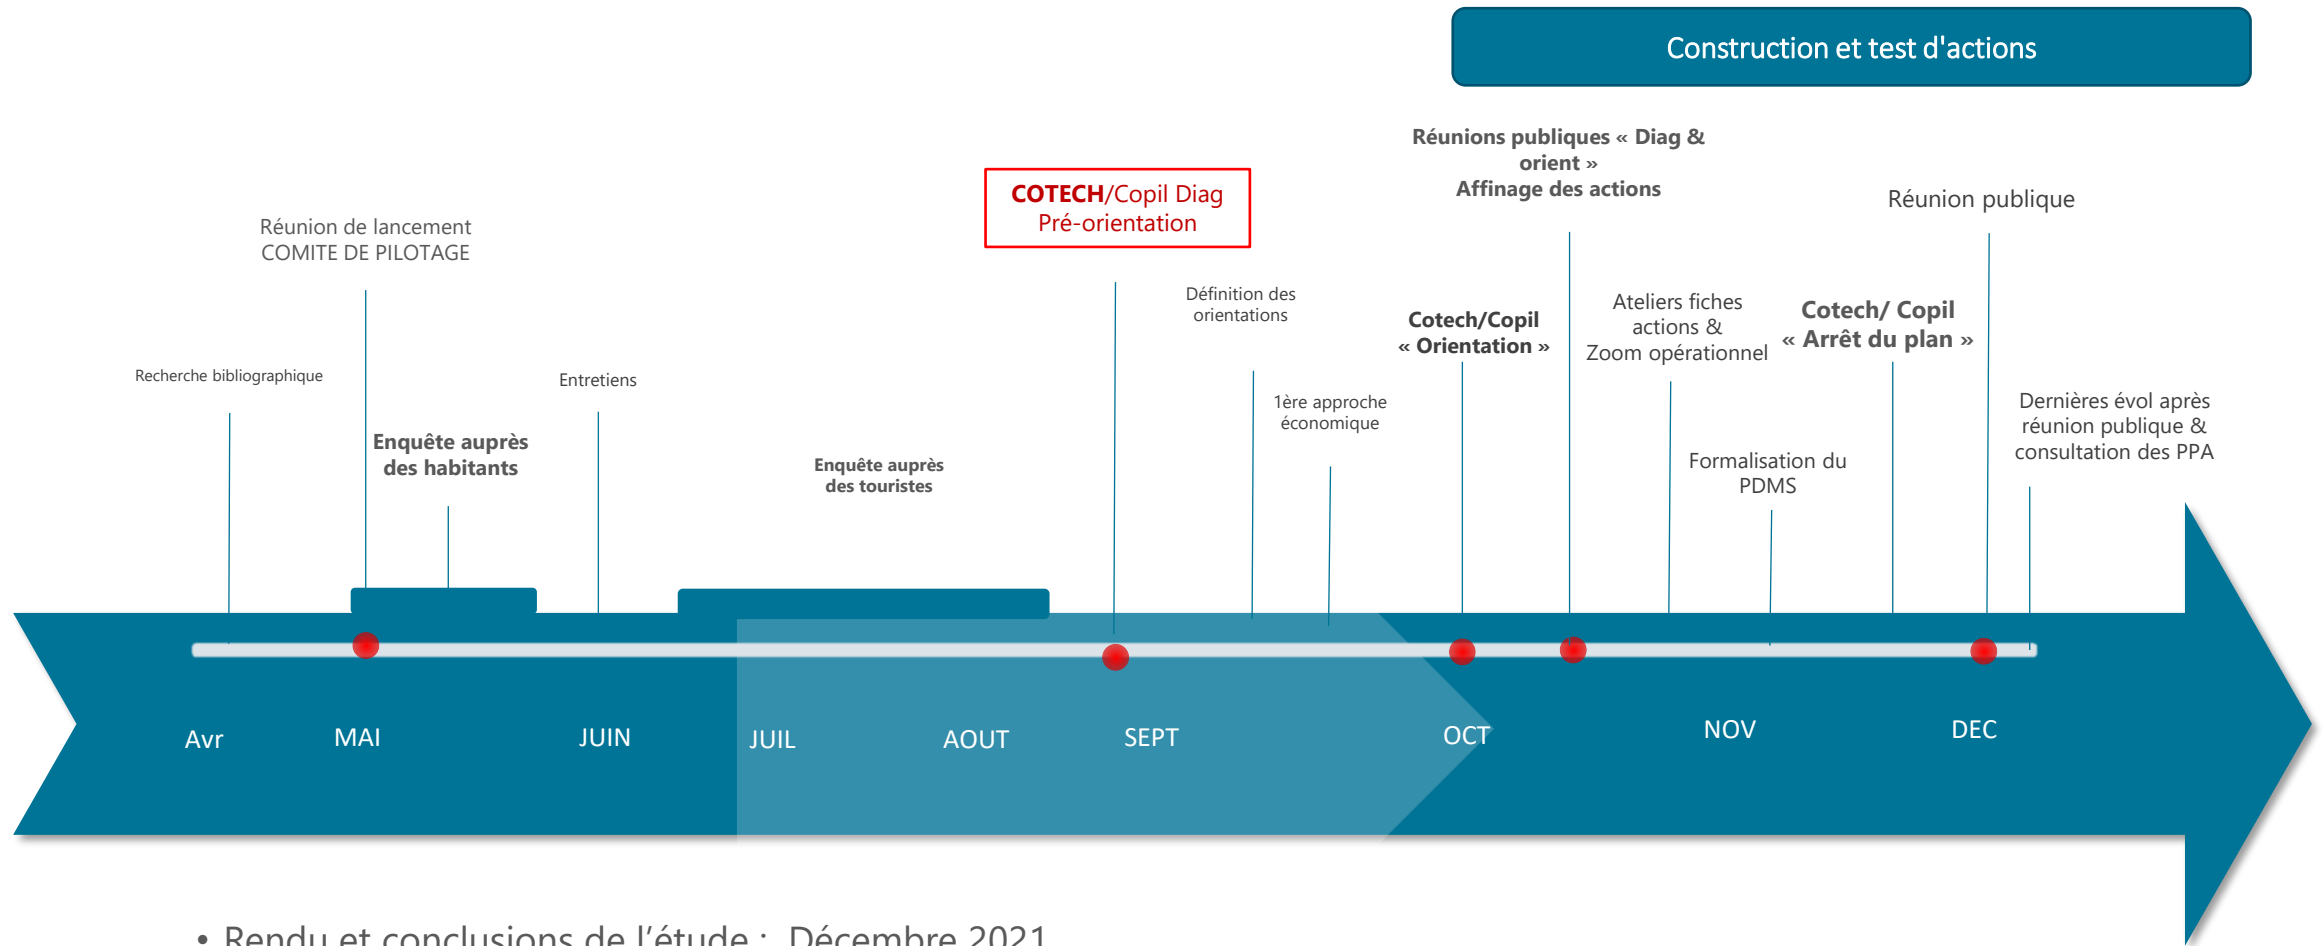 Construction et test d'actions
Réunions publiques « Diag &
orient »
Affinage des actions
COTECH/Copil Diag
Pré-orientation
Réunion publique
Réunion de lancement
COMITE DE PILOTAGE
Définition des
orientations
Cotech/Copil
« Orientation »
Ateliers fiches
actions &
Zoom opérationnel
Cotech/ Copil
« Arrêt du plan »
Recherche bibliographique
Entretiens
1ère approche
économique
Dernières évol après
réunion publique &
consultation des PPA
Enquête auprès
des habitants
Enquête auprès
des touristes
Formalisation du
PDMS
Avr
MAI
JUIN
JUIL
AOUT
SEPT
OCT
NOV
DEC
• Rendu et conclusions de l'étude : Décembre 2021